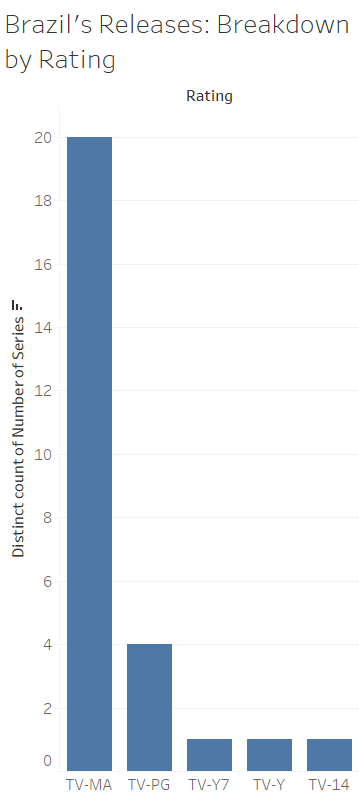 Brazil's Releases: Breakdown
by Rating
Rating
Distinct count of Number of Series
20
18
16
14
12
10
8
6
4
2
0
TV-MA TV-PG TV-Y7 TV-Y TV-14